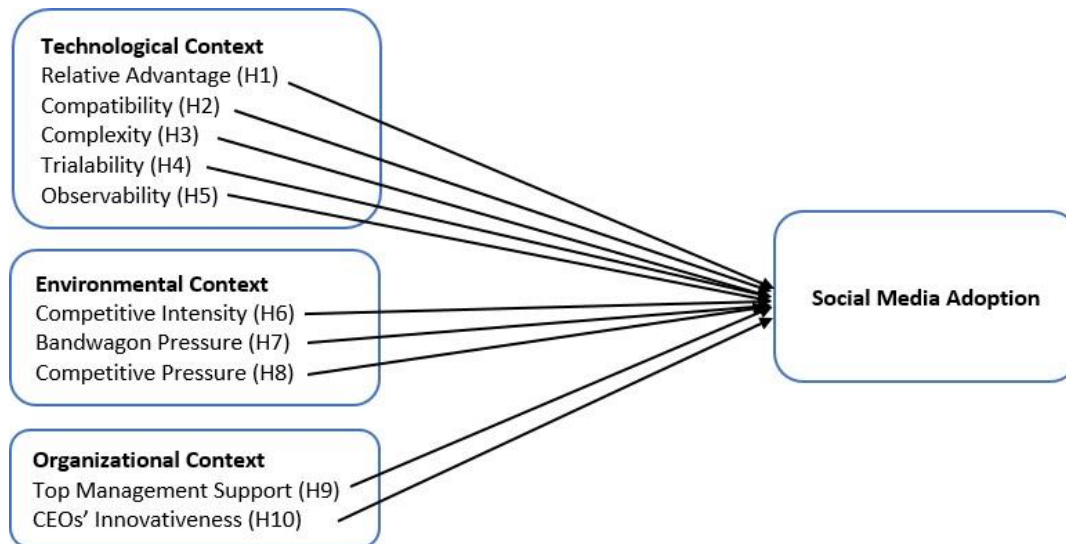 Technological Context
Relative Advantage (H1)
Compatibility (H2)
Complexity (H3)
Trialability (H4)
Observability (H5)
Environmental Context
Competitive Intensity (H6)
Bandwagon Pressure (H7)
Competitive Pressure (H8)
Organizational Context
Top Management Support (H9)
CEOs’ Innovativeness (H10)
Social Media Adoption